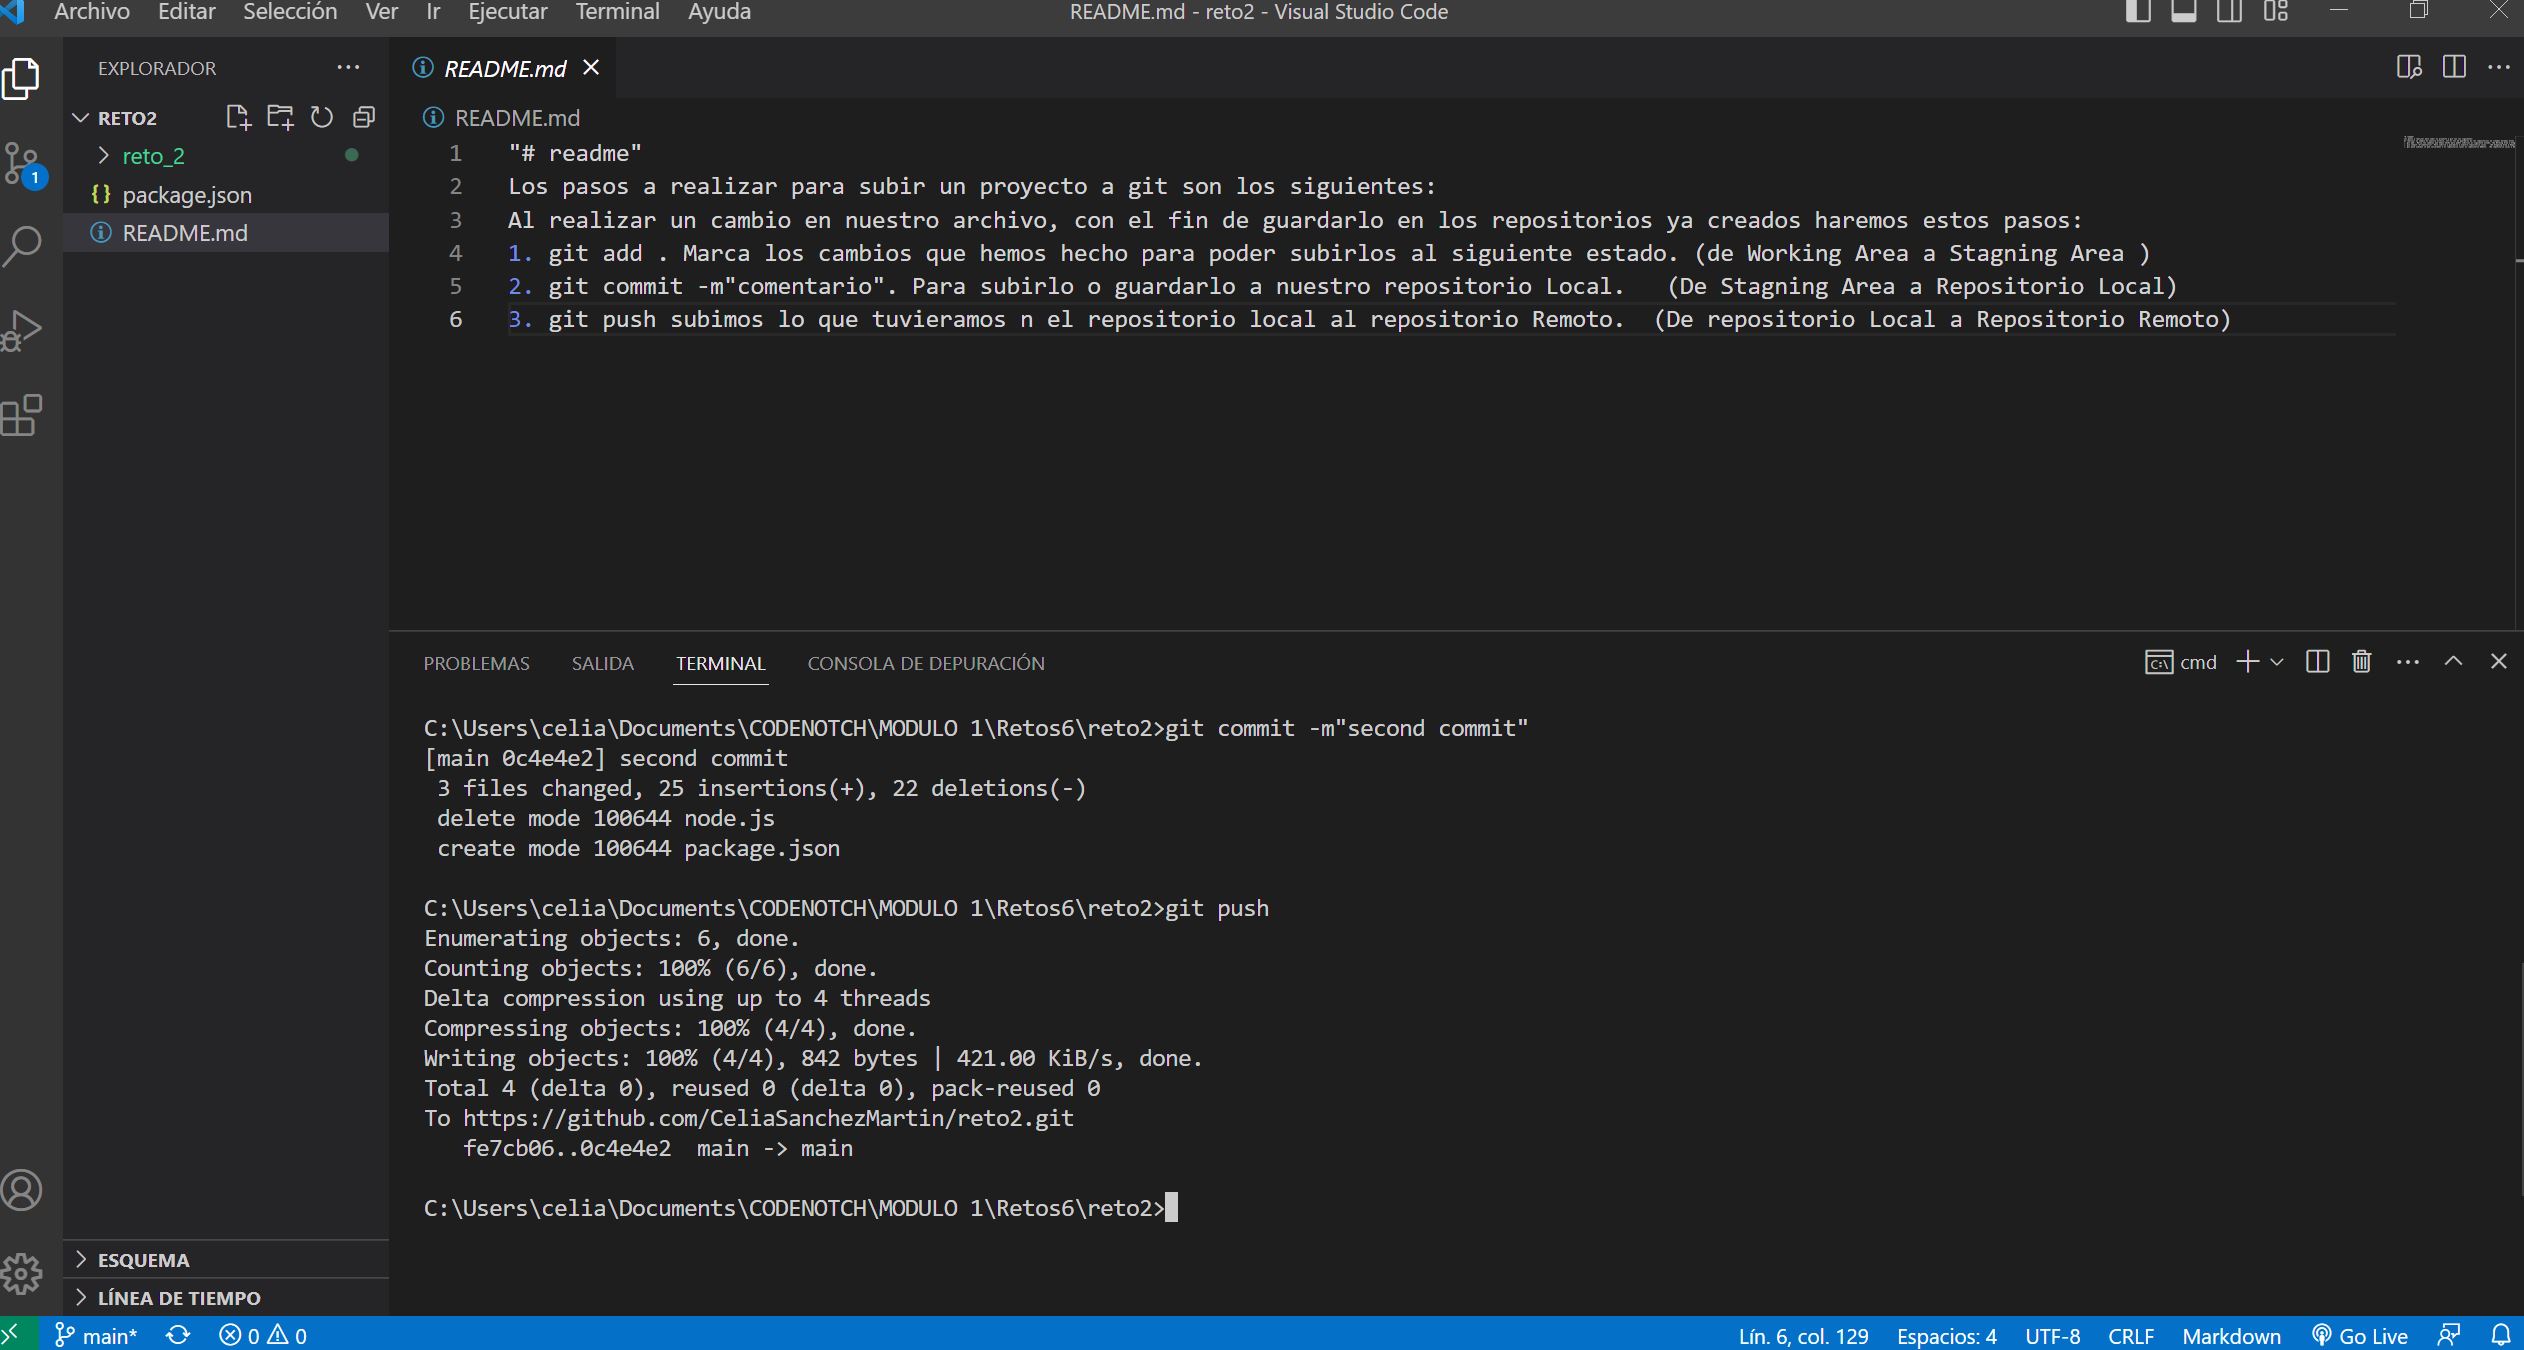 Archivo Editar Selección Ver Ir Ejecutar Terminal Ayuda README.md - reto2 - Visual Studio Code
EXPLORADOR
RETO2
reto_2
{} package.json
README.md
1
README.md
README.md
1 "# readme"
2 Los pasos a realizar para subir un proyecto a git son los siguientes:
3 Al realizar un cambio en nuestro archivo, con el fin de guardarlo en los repositorios ya creados haremos estos pasos:
4 1. git add . Marca los cambios que hemos hecho para poder subirlos al siguiente estado. (de Working Area a Stagning Area )
5 2. git commit -m"comentario". Para subirlo o guardarlo a nuestro repositorio Local. (De Stagning Area a Repositorio Local)
6 3. git push subimos lo que tuvieramos n el repositorio local al repositorio Remoto. (De repositorio Local a Repositorio Remoto)
PROBLEMAS SALIDA TERMINAL CONSOLA DE DEPURACIÓN cmd
C:\Users\celia\Documents\CODENOTCH\MODULO 1\Retos6\reto2>git commit -m"second commit"
[main 0c4e4e2] second commit
3 files changed, 25 insertions(+), 22 deletions(-)
delete mode 100644 node.js
create mode 100644 package.json
C:\Users\celia\Documents\CODENOTCH\MODULO 1\Retos6\reto2>git push
Enumerating objects: 6, done.
Counting objects: 100% (6/6), done.
Delta compression using up to 4 threads
Compressing objects: 100% (4/4), done.
Writing objects: 100% (4/4), 842 bytes | 421.00 KiB/s, done.
Total 4 (delta 0), reused 0 (delta 0), pack-reused 0
To https://github.com/CeliaSanchezMartin/reto2.git
fe7cb06..0c4e4e2 main -> main
C:\Users\celia\Documents\CODENOTCH\MODULO 1\Retos6\reto2>
ESQUEMA
LÍNEA DE TIEMPO
main* 0 0 Lín. 6, col. 129 Espacios: 4 UTF-8 CRLF Markdown Go Live